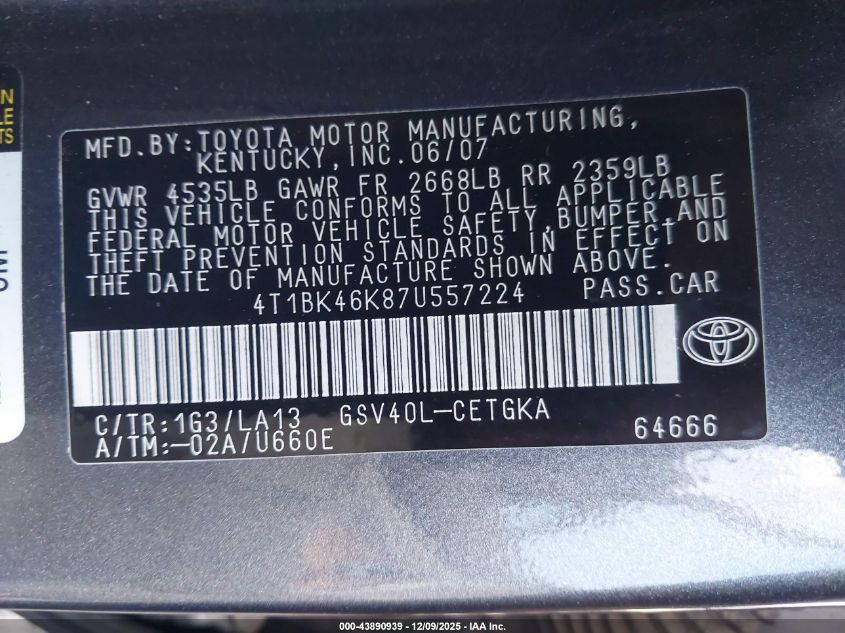 N
LE
TS
MFD.BY:TOYOTA MOTOR MANUFACTURING,
KENTUCKY,INC.06/07
GVWR 4535LB GAWR FR 2668LB RR 2359LB
THIS VEHICLE CONFORMS TO ALL APPLICABLE
FEDERAL MOTOR VEHICLE SAFETY,BUMPER,AND
THEFT PREVENTION STANDARDS IN EFFECT ON
THE DATE OF MANUFACTURE SHOWN ABOVE.
4T1BK46K87U557224 PASS.CAR
C/TR:1G3/LA13 GSV40L-CETGKA
A/TM:-02A/U660E 64666
000-43890939 - 12/09/2025 - IAA Inc.